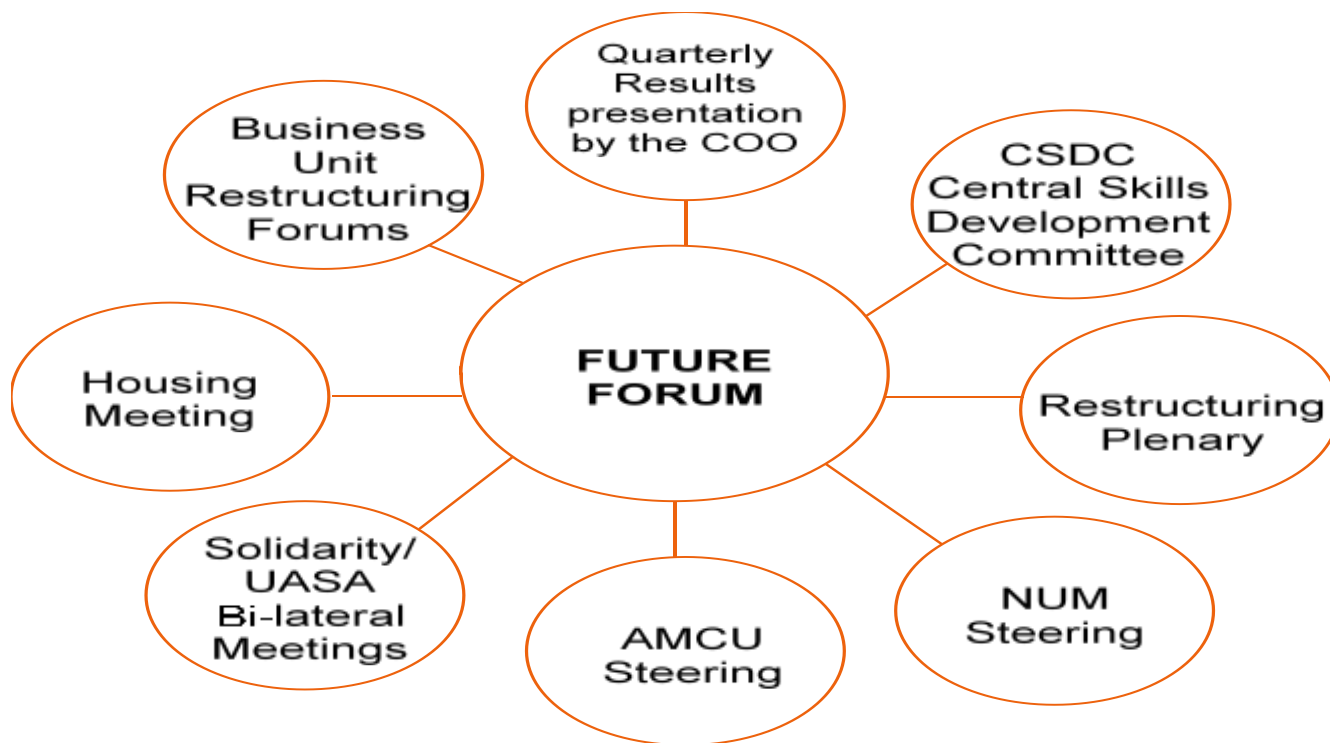 Quarterly
Results
presentation
by the COO
Business
Unit
Restructuring
Forums
CSDC
Central Skills
Development
Committee
FUTURE
FORUM
Housing
Meeting
Restructuring
Plenary
Solidarity/
UASA
Bi-lateral
Meetings
AMCU
Steering
NUM
Steering